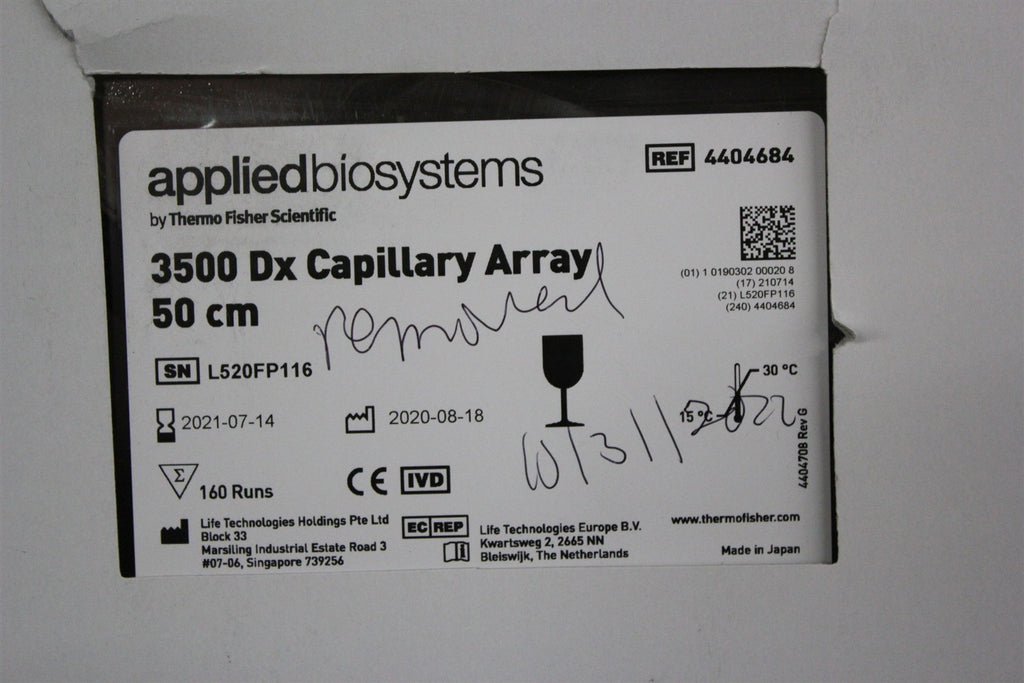 appliedbiosystems
by Thermo Fisher Scientific
REF 4404684
3500 Dx Capillary Array
50 cm
removed
(01) 1 0190302 00020 8
(17) 210714
(21) L520FP116
(240) 4404684
SN L520FP116
30 °C
15 °C
2021-07-14
2020-08-18
10/31/2022
4404708 Rev G
Σ
160 Runs
CE IVD
Life Technologies Holdings Pte Ltd
Block 33
Marsiling Industrial Estate Road 3
#07-06, Singapore 739256
EC REP
Life Technologies Europe B.V.
Kwartsweg 2, 2665 NN
Bleiswijk, The Netherlands
www.thermofisher.com
Made in Japan